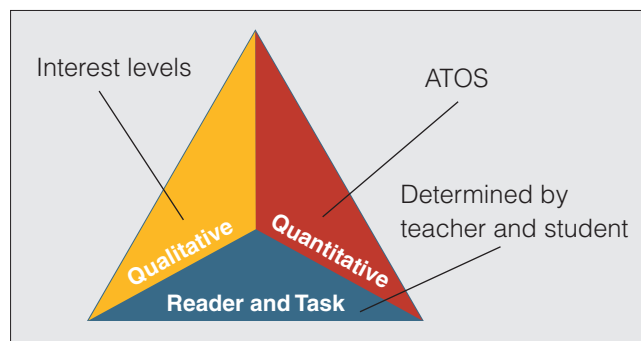 Interest levels
ATOS
Determined by
teacher and student
Qualitative
Quantitative
Reader and Task